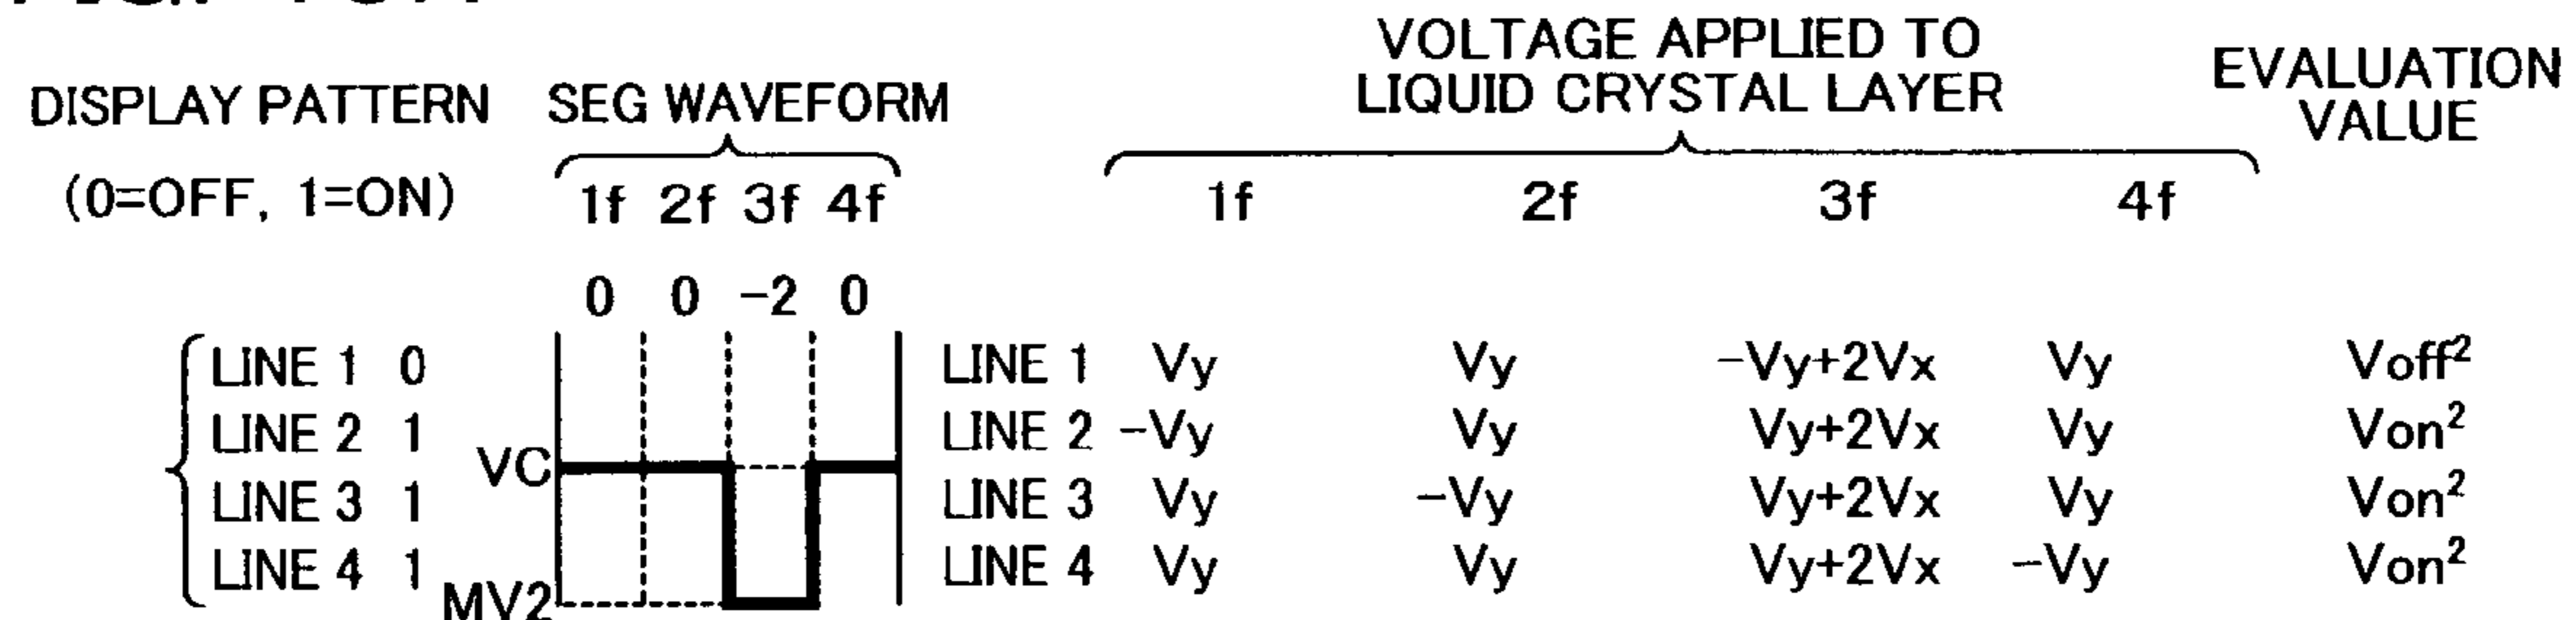 VOLTAGE APPLIED TO
LIQUID CRYSTAL LAYER
EVALUATION
VALUE
DISPLAY PATTERN
(0=OFF, 1=ON)
SEG WAVEFORM
1f 2f 3f 4f
1f 2f 3f 4f
0 0 −2 0
LINE 1 0
LINE 2 1
LINE 3 1
LINE 4 1
VC
MV2
LINE 1 Vy Vy −Vy+2Vx Vy Voff²
LINE 2 −Vy Vy Vy+2Vx Vy Von²
LINE 3 Vy −Vy Vy+2Vx Vy Von²
LINE 4 Vy Vy Vy+2Vx −Vy Von²